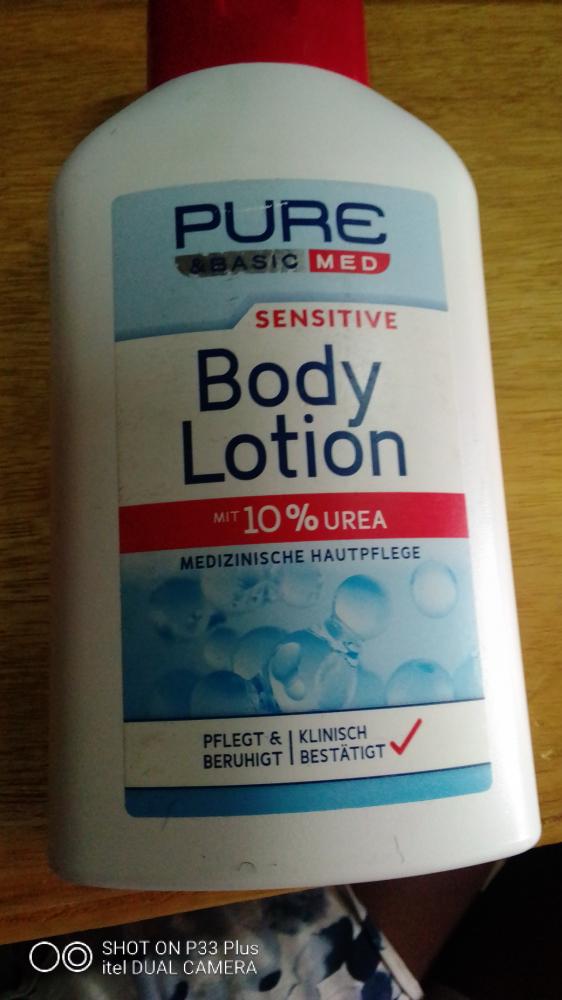 PURE
&BASIC MED
SENSITIVE
Body
Lotion
MIT 10% UREA
MEDIZINISCHE HAUTPFLEGE
PFLEGT & | KLINISCH
BERUHIGT | BESTÄTIGT
SHOT ON P33 Plus
itel DUAL CAMERA